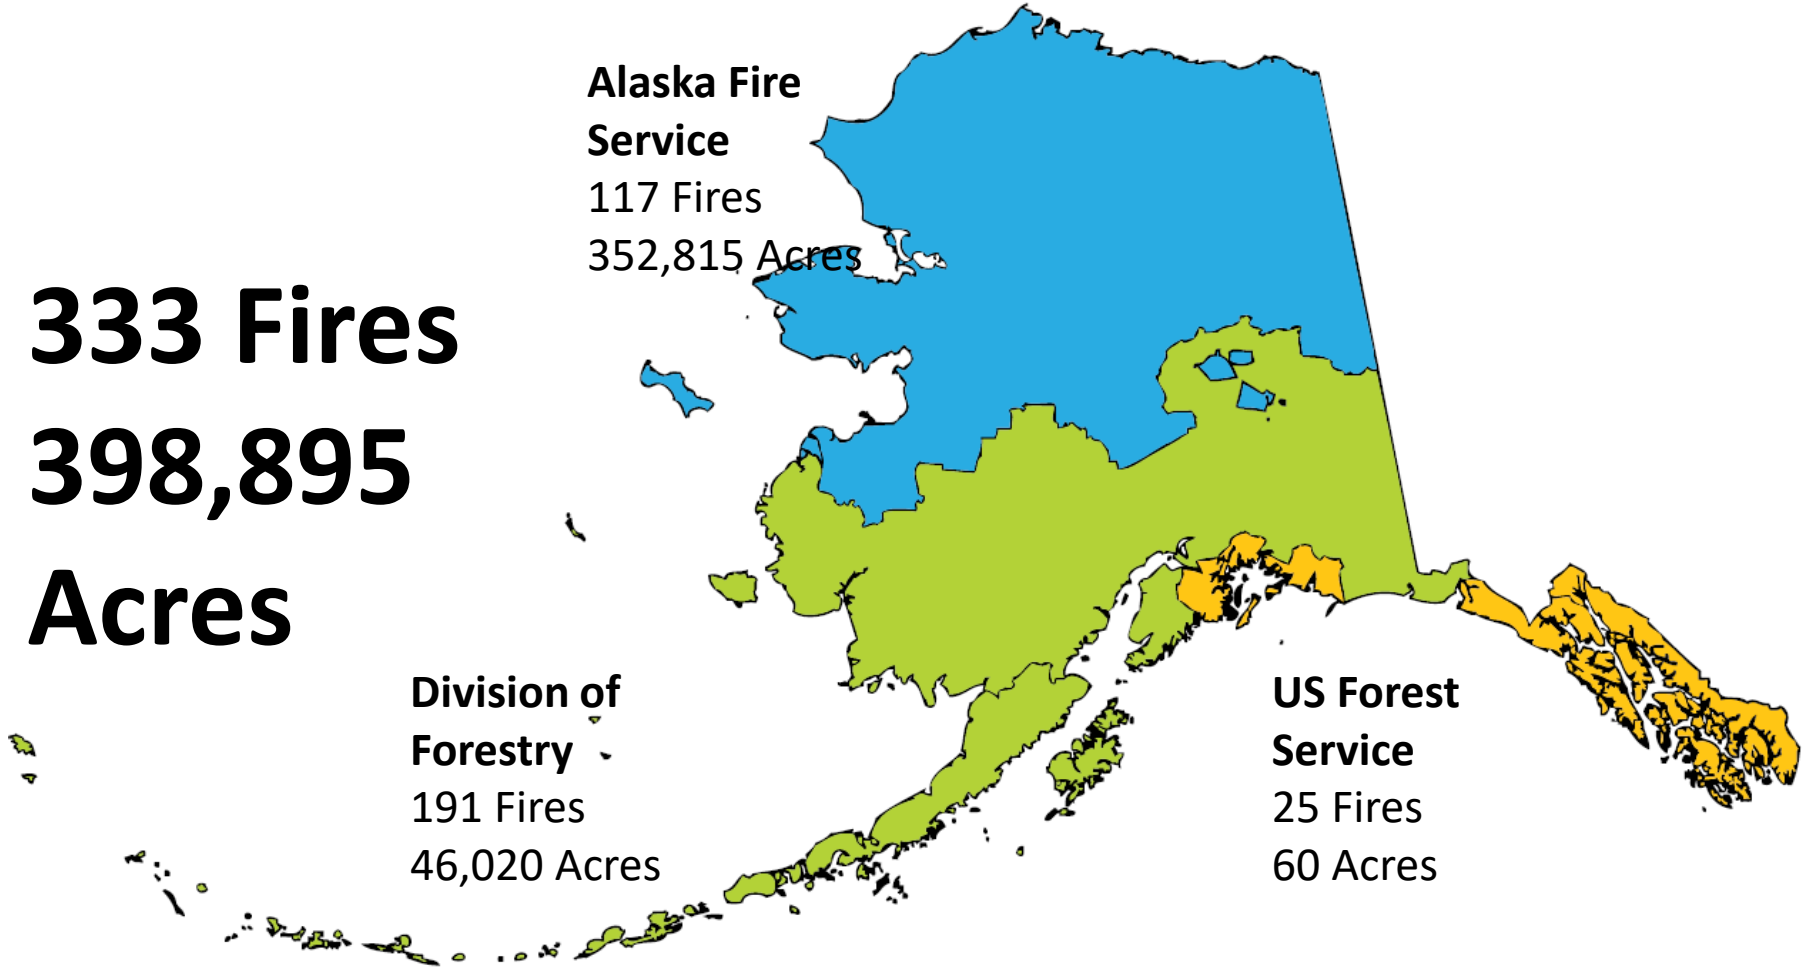 Alaska Fire
Service
117 Fires
352,815 Acres
333 Fires
398,895
Acres
Division of
Forestry
191 Fires
46,020 Acres
US Forest
Service
25 Fires
60 Acres